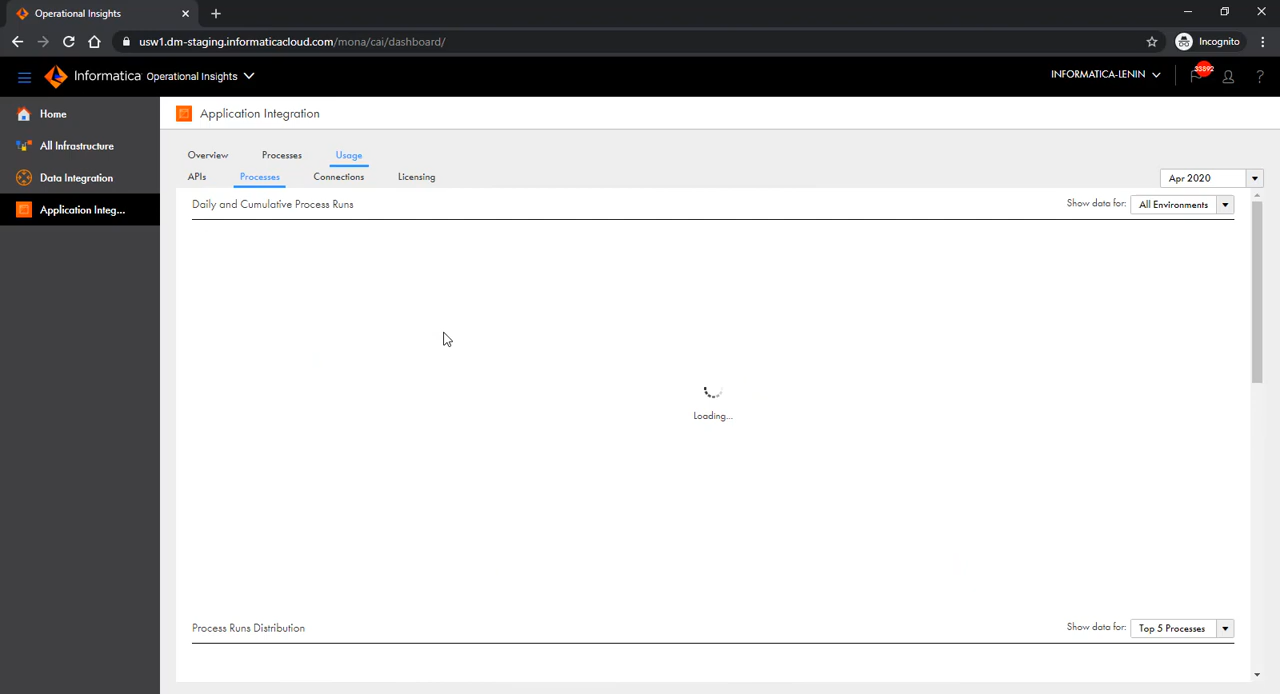 Operational Insights
usw1.dm-staging.informaticacloud.com/mona/cai/dashboard/
Incognito
Informatica Operational Insights
INFORMATICA-LENIN
33892
?
Home
All Infrastructure
Data Integration
Application Integ...
Application Integration
Overview Processes Usage
APIs Processes Connections Licensing
Apr 2020
Daily and Cumulative Process Runs
Show data for: All Environments
Loading...
Process Runs Distribution
Show data for: Top 5 Processes